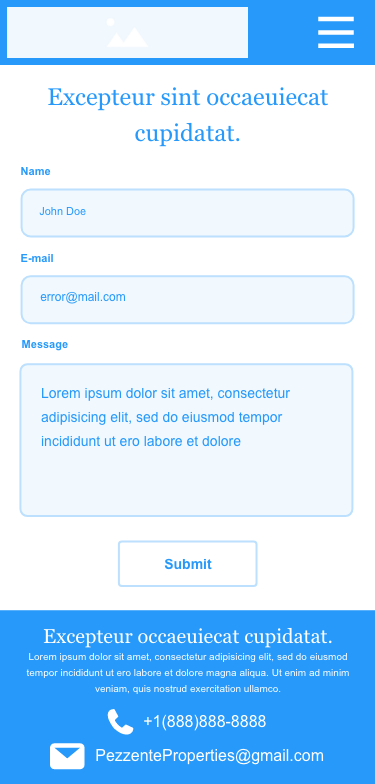 Excepteur sint occaeuiecat
cupidatat.
Name
John Doe
E-mail
error@mail.com
Message
Lorem ipsum dolor sit amet, consectetur
adipisicing elit, sed do eiusmod tempor
incididunt ut ero labore et dolore
Submit
Excepteur occaeuiecat cupidatat.
Lorem ipsum dolor sit amet, consectetur adipisicing elit, sed do eiusmod
tempor incididunt ut ero labore et dolore magna aliqua. Ut enim ad minim
veniam, quis nostrud exercitation ullamco.
+1(888)888-8888
PezzenteProperties@gmail.com